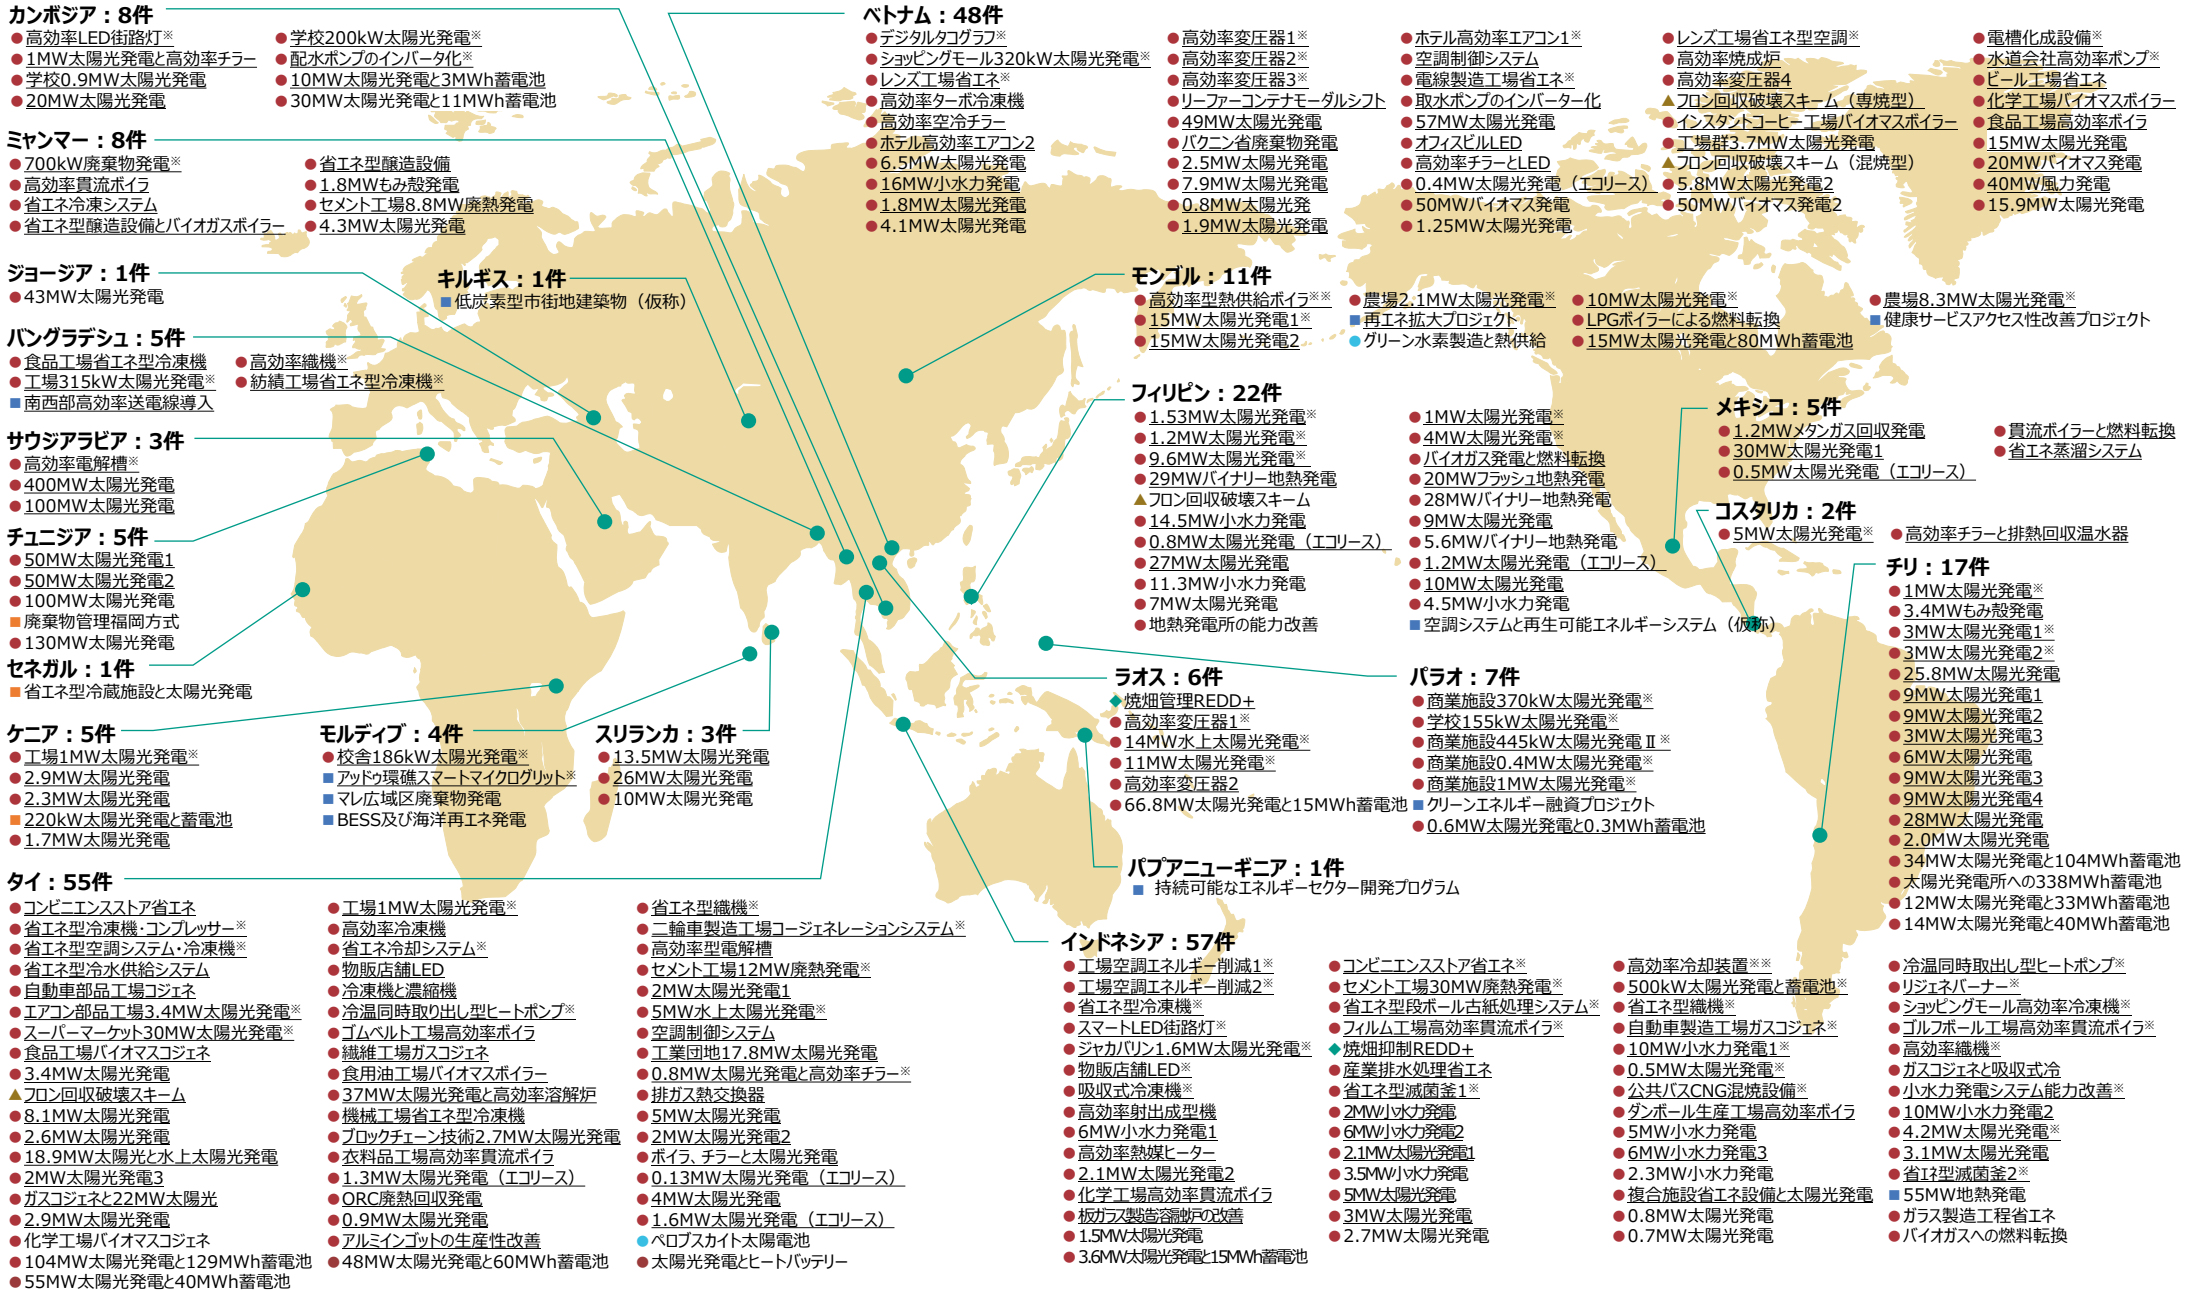 カンボジア：8件
●高効率LED街路灯※
●1MW太陽光発電と高効率チラー
●学校0.9MW太陽光発電
●20MW太陽光発電
●学校200kW太陽光発電※
●配水ポンプのインバータ化※
●10MW太陽光発電と3MWh蓄電池
●30MW太陽光発電と11MWh蓄電池
ミャンマー：8件
●700kW廃棄物発電※
●高効率貫流ボイラ
●省エネ冷凍システム
●省エネ型醸造設備とバイオガスボイラー
●省エネ型醸造設備
●1.8MWもみ殻発電
●セメント工場8.8MW廃熱発電
●4.3MW太陽光発電
ジョージア：1件
●43MW太陽光発電
キルギス：1件
■低炭素型市街地建築物（仮称）
バングラデシュ：5件
●食品工場省エネ型冷凍機
●工場315kW太陽光発電※
■南西部高効率送電線導入
●高効率織機※
●紡績工場省エネ型冷凍機※
サウジアラビア：3件
●高効率電解槽※
●400MW太陽光発電
●100MW太陽光発電
チュニジア：5件
●50MW太陽光発電1
●50MW太陽光発電2
●100MW太陽光発電
■廃棄物管理福岡方式
●130MW太陽光発電
セネガル：1件
■省エネ型冷蔵施設と太陽光発電
ケニア：5件
●工場1MW太陽光発電※
●2.9MW太陽光発電
●2.3MW太陽光発電
■220kW太陽光発電と蓄電池
●1.7MW太陽光発電
モルディブ：4件
●校舎186kW太陽光発電※
■アッドゥ環礁スマートマイクログリット※
■マレ広域区廃棄物発電
■BESS及び海洋再エネ発電
スリランカ：3件
●13.5MW太陽光発電
●26MW太陽光発電
●10MW太陽光発電
ベトナム：48件
●デジタルタコグラフ※
●ショッピングモール320kW太陽光発電※
●レンズ工場省エネ※
●高効率ターボ冷凍機
●高効率空冷チラー
●ホテル高効率エアコン2
●6.5MW太陽光発電
●16MW小水力発電
●1.8MW太陽光発電
●4.1MW太陽光発電
●高効率変圧器1※
●高効率変圧器2※
●高効率変圧器3※
●リーファーコンテナモーダルシフト
●49MW太陽光発電
●バクニン省廃棄物発電
●2.5MW太陽光発電
●7.9MW太陽光発電
●0.8MW太陽光発
●1.9MW太陽光発電
●ホテル高効率エアコン1※
●空調制御システム
●電線製造工場省エネ※
●取水ポンプのインバーター化
●57MW太陽光発電
●オフィスビルLED
●高効率チラーとLED
●0.4MW太陽光発電（エコリース）
●50MWバイオマス発電
●1.25MW太陽光発電
●レンズ工場省エネ型空調※
●高効率焼成炉
●高効率変圧器4
▲フロン回収破壊スキーム（専焼型）
●インスタントコーヒー工場バイオマスボイラー
●工場群3.7MW太陽光発電
▲フロン回収破壊スキーム（混焼型）
●5.8MW太陽光発電2
●50MWバイオマス発電2
●電槽化成設備※
●水道会社高効率ポンプ※
●ビール工場省エネ
●化学工場バイオマスボイラー
●食品工場高効率ボイラ
●15MW太陽光発電
●20MWバイオマス発電
●40MW風力発電
●15.9MW太陽光発電
モンゴル：11件
●高効率型熱供給ボイラ※※
●15MW太陽光発電1※
●15MW太陽光発電2
●農場2.1MW太陽光発電※
■再エネ拡大プロジェクト
●グリーン水素製造と熱供給
●10MW太陽光発電※
●LPGボイラーによる燃料転換
●15MW太陽光発電と80MWh蓄電池
●農場8.3MW太陽光発電※
■健康サービスアクセス性改善プロジェクト
フィリピン：22件
●1.53MW太陽光発電※
●1.2MW太陽光発電※
●9.6MW太陽光発電※
●29MWバイナリー地熱発電
▲フロン回収破壊スキーム
●14.5MW小水力発電
●0.8MW太陽光発電（エコリース）
●27MW太陽光発電
●11.3MW小水力発電
●7MW太陽光発電
●地熱発電所の能力改善
●1MW太陽光発電※
●4MW太陽光発電※
●バイオガス発電と燃料転換
●20MWフラッシュ地熱発電
●28MWバイナリー地熱発電
●9MW太陽光発電
●5.6MWバイナリー地熱発電
●1.2MW太陽光発電（エコリース）
●10MW太陽光発電
●4.5MW小水力発電
■空調システムと再生可能エネルギーシステム（仮称）
メキシコ：5件
●1.2MWメタンガス回収発電
●30MW太陽光発電1
●0.5MW太陽光発電（エコリース）
●貫流ボイラーと燃料転換
●省エネ蒸溜システム
コスタリカ：2件
●5MW太陽光発電※
●高効率チラーと排熱回収温水器
チリ：17件
●1MW太陽光発電※
●3.4MWもみ殻発電
●3MW太陽光発電1※
●3MW太陽光発電2※
●25.8MW太陽光発電
●9MW太陽光発電1
●9MW太陽光発電2
●3MW太陽光発電3
●6MW太陽光発電
●9MW太陽光発電3
●9MW太陽光発電4
●28MW太陽光発電
●2.0MW太陽光発電
●34MW太陽光発電と104MWh蓄電池
●太陽光発電所への338MWh蓄電池
●12MW太陽光発電と33MWh蓄電池
●14MW太陽光発電と40MWh蓄電池
ラオス：6件
◆焼畑管理REDD+
●高効率変圧器1※
●14MW水上太陽光発電※
●11MW太陽光発電※
●高効率変圧器2
●66.8MW太陽光発電と15MWh蓄電池
パラオ：7件
●商業施設370kW太陽光発電※
●学校155kW太陽光発電※
●商業施設445kW太陽光発電Ⅱ※
●商業施設0.4MW太陽光発電※
●商業施設1MW太陽光発電※
■クリーンエネルギー融資プロジェクト
●0.6MW太陽光発電と0.3MWh蓄電池
パプアニューギニア：1件
■持続可能なエネルギーセクター開発プログラム
タイ：55件
●コンビニエンスストア省エネ
●省エネ型冷凍機・コンプレッサー※
●省エネ型空調システム・冷凍機※
●省エネ型冷水供給システム
●自動車部品工場コジェネ
●エアコン部品工場3.4MW太陽光発電※
●スーパーマーケット30MW太陽光発電※
●食品工場バイオマスコジェネ
●3.4MW太陽光発電
▲フロン回収破壊スキーム
●8.1MW太陽光発電
●2.6MW太陽光発電
●18.9MW太陽光と水上太陽光発電
●2MW太陽光発電3
●ガスコジェネと22MW太陽光
●2.9MW太陽光発電
●化学工場バイオマスコジェネ
●104MW太陽光発電と129MWh蓄電池
●55MW太陽光発電と40MWh蓄電池
●工場1MW太陽光発電※
●高効率冷凍機
●省エネ冷却システム※
●物販店舗LED
●冷凍機と濃縮機
●冷温同時取り出し型ヒートポンプ※
●ゴムベルト工場高効率ボイラ
●繊維工場ガスコジェネ
●食用油工場バイオマスボイラー
●37MW太陽光発電と高効率溶解炉
●機械工場省エネ型冷凍機
●ブロックチェーン技術2.7MW太陽光発電
●衣料品工場高効率貫流ボイラ
●1.3MW太陽光発電（エコリース）
●ORC廃熱回収発電
●0.9MW太陽光発電
●アルミインゴットの生産性改善
●48MW太陽光発電と60MWh蓄電池
●省エネ型織機※
●二輪車製造工場コージェネレーションシステム※
●高効率型電解槽
●セメント工場12MW廃熱発電※
●2MW太陽光発電1
●5MW水上太陽光発電※
●空調制御システム
●工業団地17.8MW太陽光発電
●0.8MW太陽光発電と高効率チラー※
●排ガス熱交換器
●5MW太陽光発電
●2MW太陽光発電2
●ボイラ、チラーと太陽光発電
●0.13MW太陽光発電（エコリース）
●4MW太陽光発電
●1.6MW太陽光発電（エコリース）
●ペロブスカイト太陽電池
●太陽光発電とヒートバッテリー
インドネシア：57件
●工場空調エネルギー削減1※
●工場空調エネルギー削減2※
●省エネ型冷凍機※
●スマートLED街路灯※
●ジャカバリン1.6MW太陽光発電※
●物販店舗LED※
●吸収式冷凍機※
●高効率射出成型機
●6MW小水力発電1
●高効率熱媒ヒーター
●2.1MW太陽光発電2
●化学工場高効率貫流ボイラ
●板ガラス製造溶融炉の改善
●1.5MW太陽光発電
●3.6MW太陽光発電と15MWh蓄電池
●コンビニエンスストア省エネ※
●セメント工場30MW廃熱発電※
●省エネ型段ボール古紙処理システム※
●フィルム工場高効率貫流ボイラ※
◆焼畑抑制REDD+
●産業排水処理省エネ
●省エネ型滅菌釜1※
●2MW小水力発電
●6MW小水力発電2
●2.1MW太陽光発電1
●3.5MW小水力発電
●5MW太陽光発電
●3MW太陽光発電
●2.7MW太陽光発電
●高効率冷却装置※※
●500kW太陽光発電と蓄電池※
●省エネ型織機※
●自動車製造工場ガスコジェネ※
●10MW小水力発電1※
●0.5MW太陽光発電※
●公共バスCNG混焼設備※
●ダンボール生産工場高効率ボイラ
●5MW小水力発電
●6MW小水力発電3
●2.3MW小水力発電
●複合施設省エネ設備と太陽光発電
●0.8MW太陽光発電
●0.7MW太陽光発電
●冷温同時取出し型ヒートポンプ※
●リジェネバーナー※
●ショッピングモール高効率冷凍機※
●ゴルフボール工場高効率貫流ボイラ※
●高効率織機※
●ガスコジェネと吸収式冷
●小水力発電システム能力改善※
●10MW小水力発電2
●4.2MW太陽光発電※
●3.1MW太陽光発電
●省エネ型滅菌釜2※
■55MW地熱発電
●ガラス製造工程省エネ
●バイオガスへの燃料転換